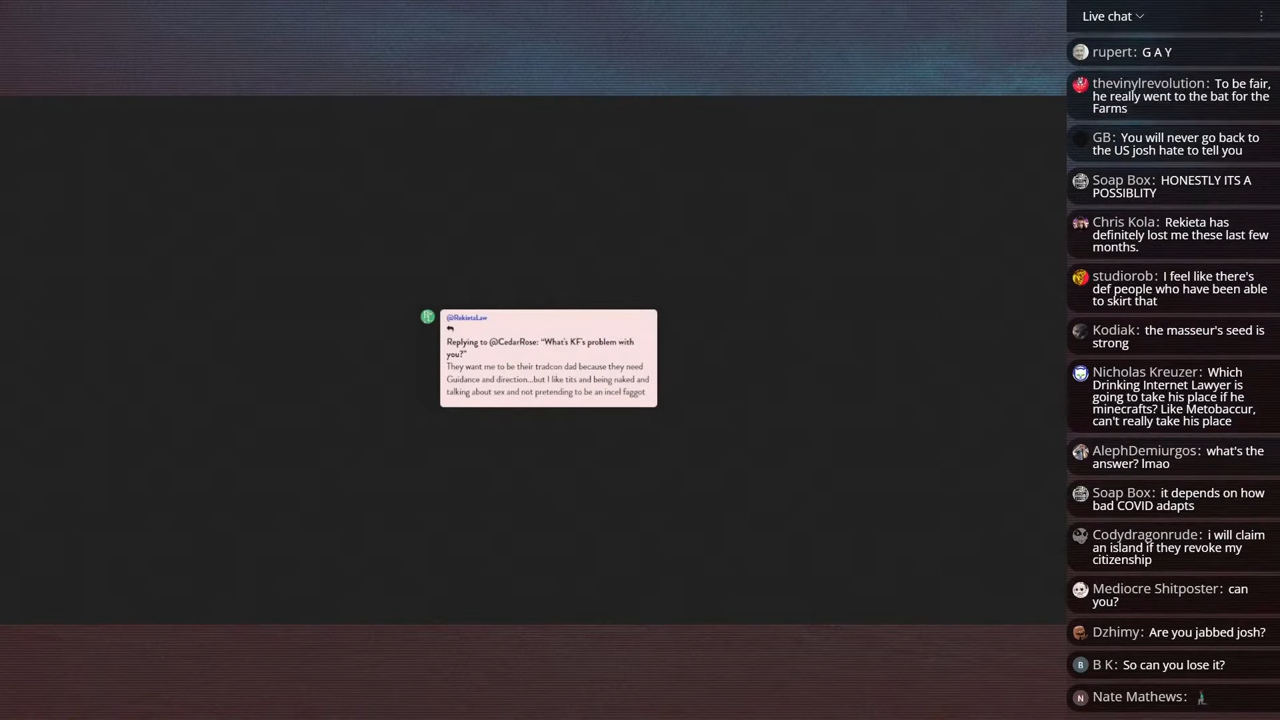 @RekietaLaw
Replying to @CedarRose: "What's KF's problem with
you?"
They want me to be their tradcon dad because they need
Guidance and direction...but I like tits and being naked and
talking about sex and not pretending to be an incel faggot
Live chat
rupert: G A Y
thevinylrevolution: To be fair,
he really went to the bat for the
Farms
GB: You will never go back to
the US josh hate to tell you
Soap Box: HONESTLY ITS A
POSSIBLITY
Chris Kola: Rekieta has
definitely lost me these last few
months.
studiorob: I feel like there's
def people who have been able
to skirt that
Kodiak: the masseur's seed is
strong
Nicholas Kreuzer: Which
Drinking Internet Lawyer is
going to take his place if he
minecrafts? Like Metobaccur,
can't really take his place
AlephDemiurgos: what's the
answer? lmao
Soap Box: it depends on how
bad COVID adapts
Codydragonrude: i will claim
an island if they revoke my
citizenship
Mediocre Shitposter: can
you?
Dzhimy: Are you jabbed josh?
B
B K: So can you lose it?
N
Nate Mathews: